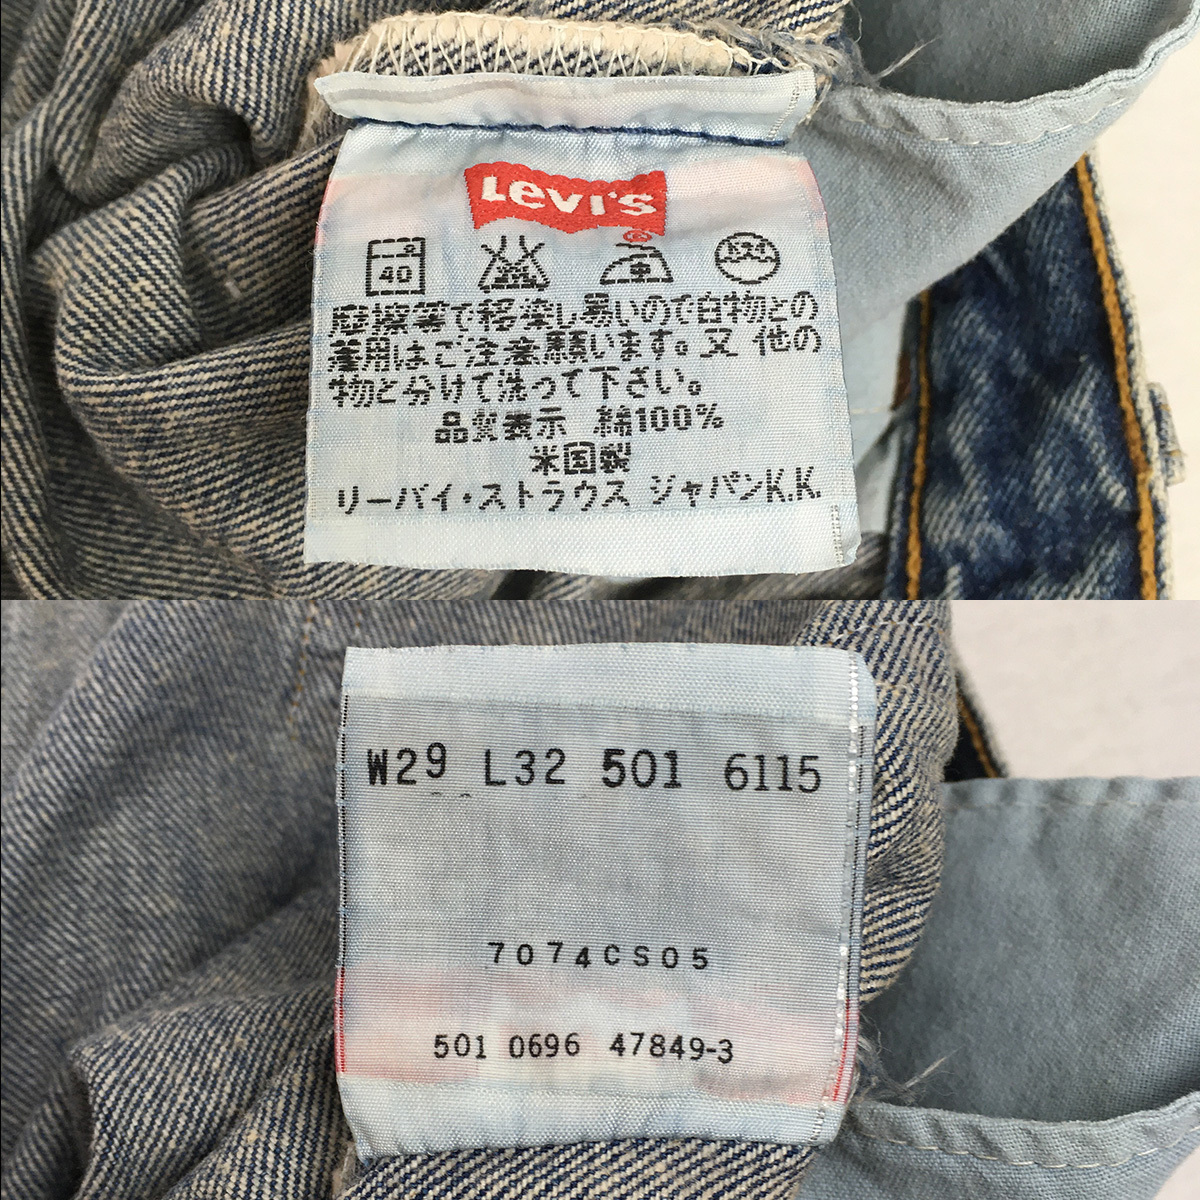 Levi's
®
40
ドライ
摩擦等で移染し易いので白物との
着用はご注意願います。又 他の
物と分けて洗って下さい。
品質表示 綿100%
米国製
リーバイ・ストラウス ジャパンK.K.
W29 L32 501 6115
7074CS05
501 0696 47849-3